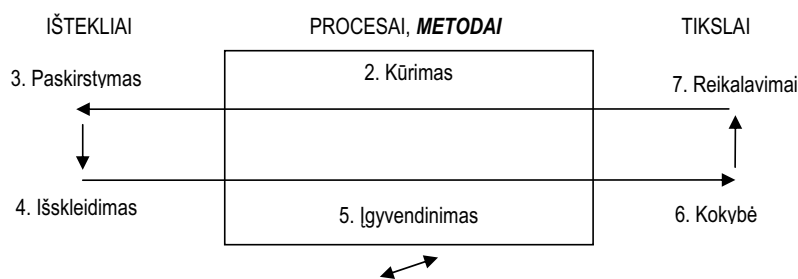 IŠTEKLIAI PROCESAI, METODAI TIKSLAI
3. Paskirstymas 2. Kūrimas 7. Reikalavimai
4. Išskleidimas 5. Įgyvendinimas 6. Kokybė